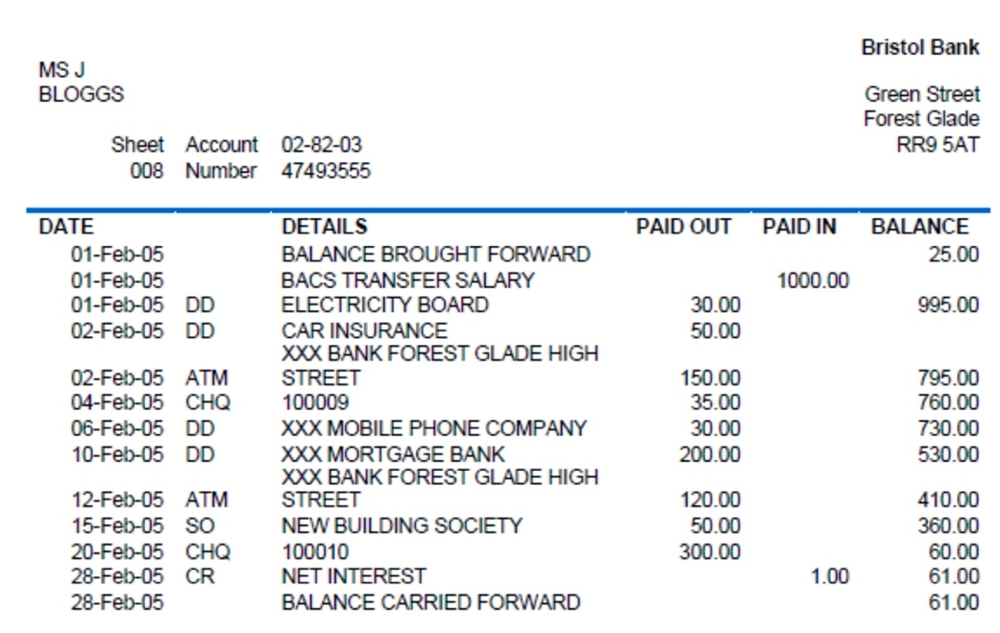 Bristol Bank
MS J
BLOGGS
Green Street
Forest Glade
RR9 5AT
Sheet Account 02-82-03
008 Number 47493555
DATE DETAILS PAID OUT PAID IN BALANCE
01-Feb-05 BALANCE BROUGHT FORWARD 25.00
01-Feb-05 BACS TRANSFER SALARY 1000.00
01-Feb-05 DD ELECTRICITY BOARD 30.00 995.00
02-Feb-05 DD CAR INSURANCE 50.00
XXX BANK FOREST GLADE HIGH
02-Feb-05 ATM STREET 150.00 795.00
04-Feb-05 CHQ 100009 35.00 760.00
06-Feb-05 DD XXX MOBILE PHONE COMPANY 30.00 730.00
10-Feb-05 DD XXX MORTGAGE BANK 200.00 530.00
XXX BANK FOREST GLADE HIGH
12-Feb-05 ATM STREET 120.00 410.00
15-Feb-05 SO NEW BUILDING SOCIETY 50.00 360.00
20-Feb-05 CHQ 100010 300.00 60.00
28-Feb-05 CR NET INTEREST 1.00 61.00
28-Feb-05 BALANCE CARRIED FORWARD 61.00